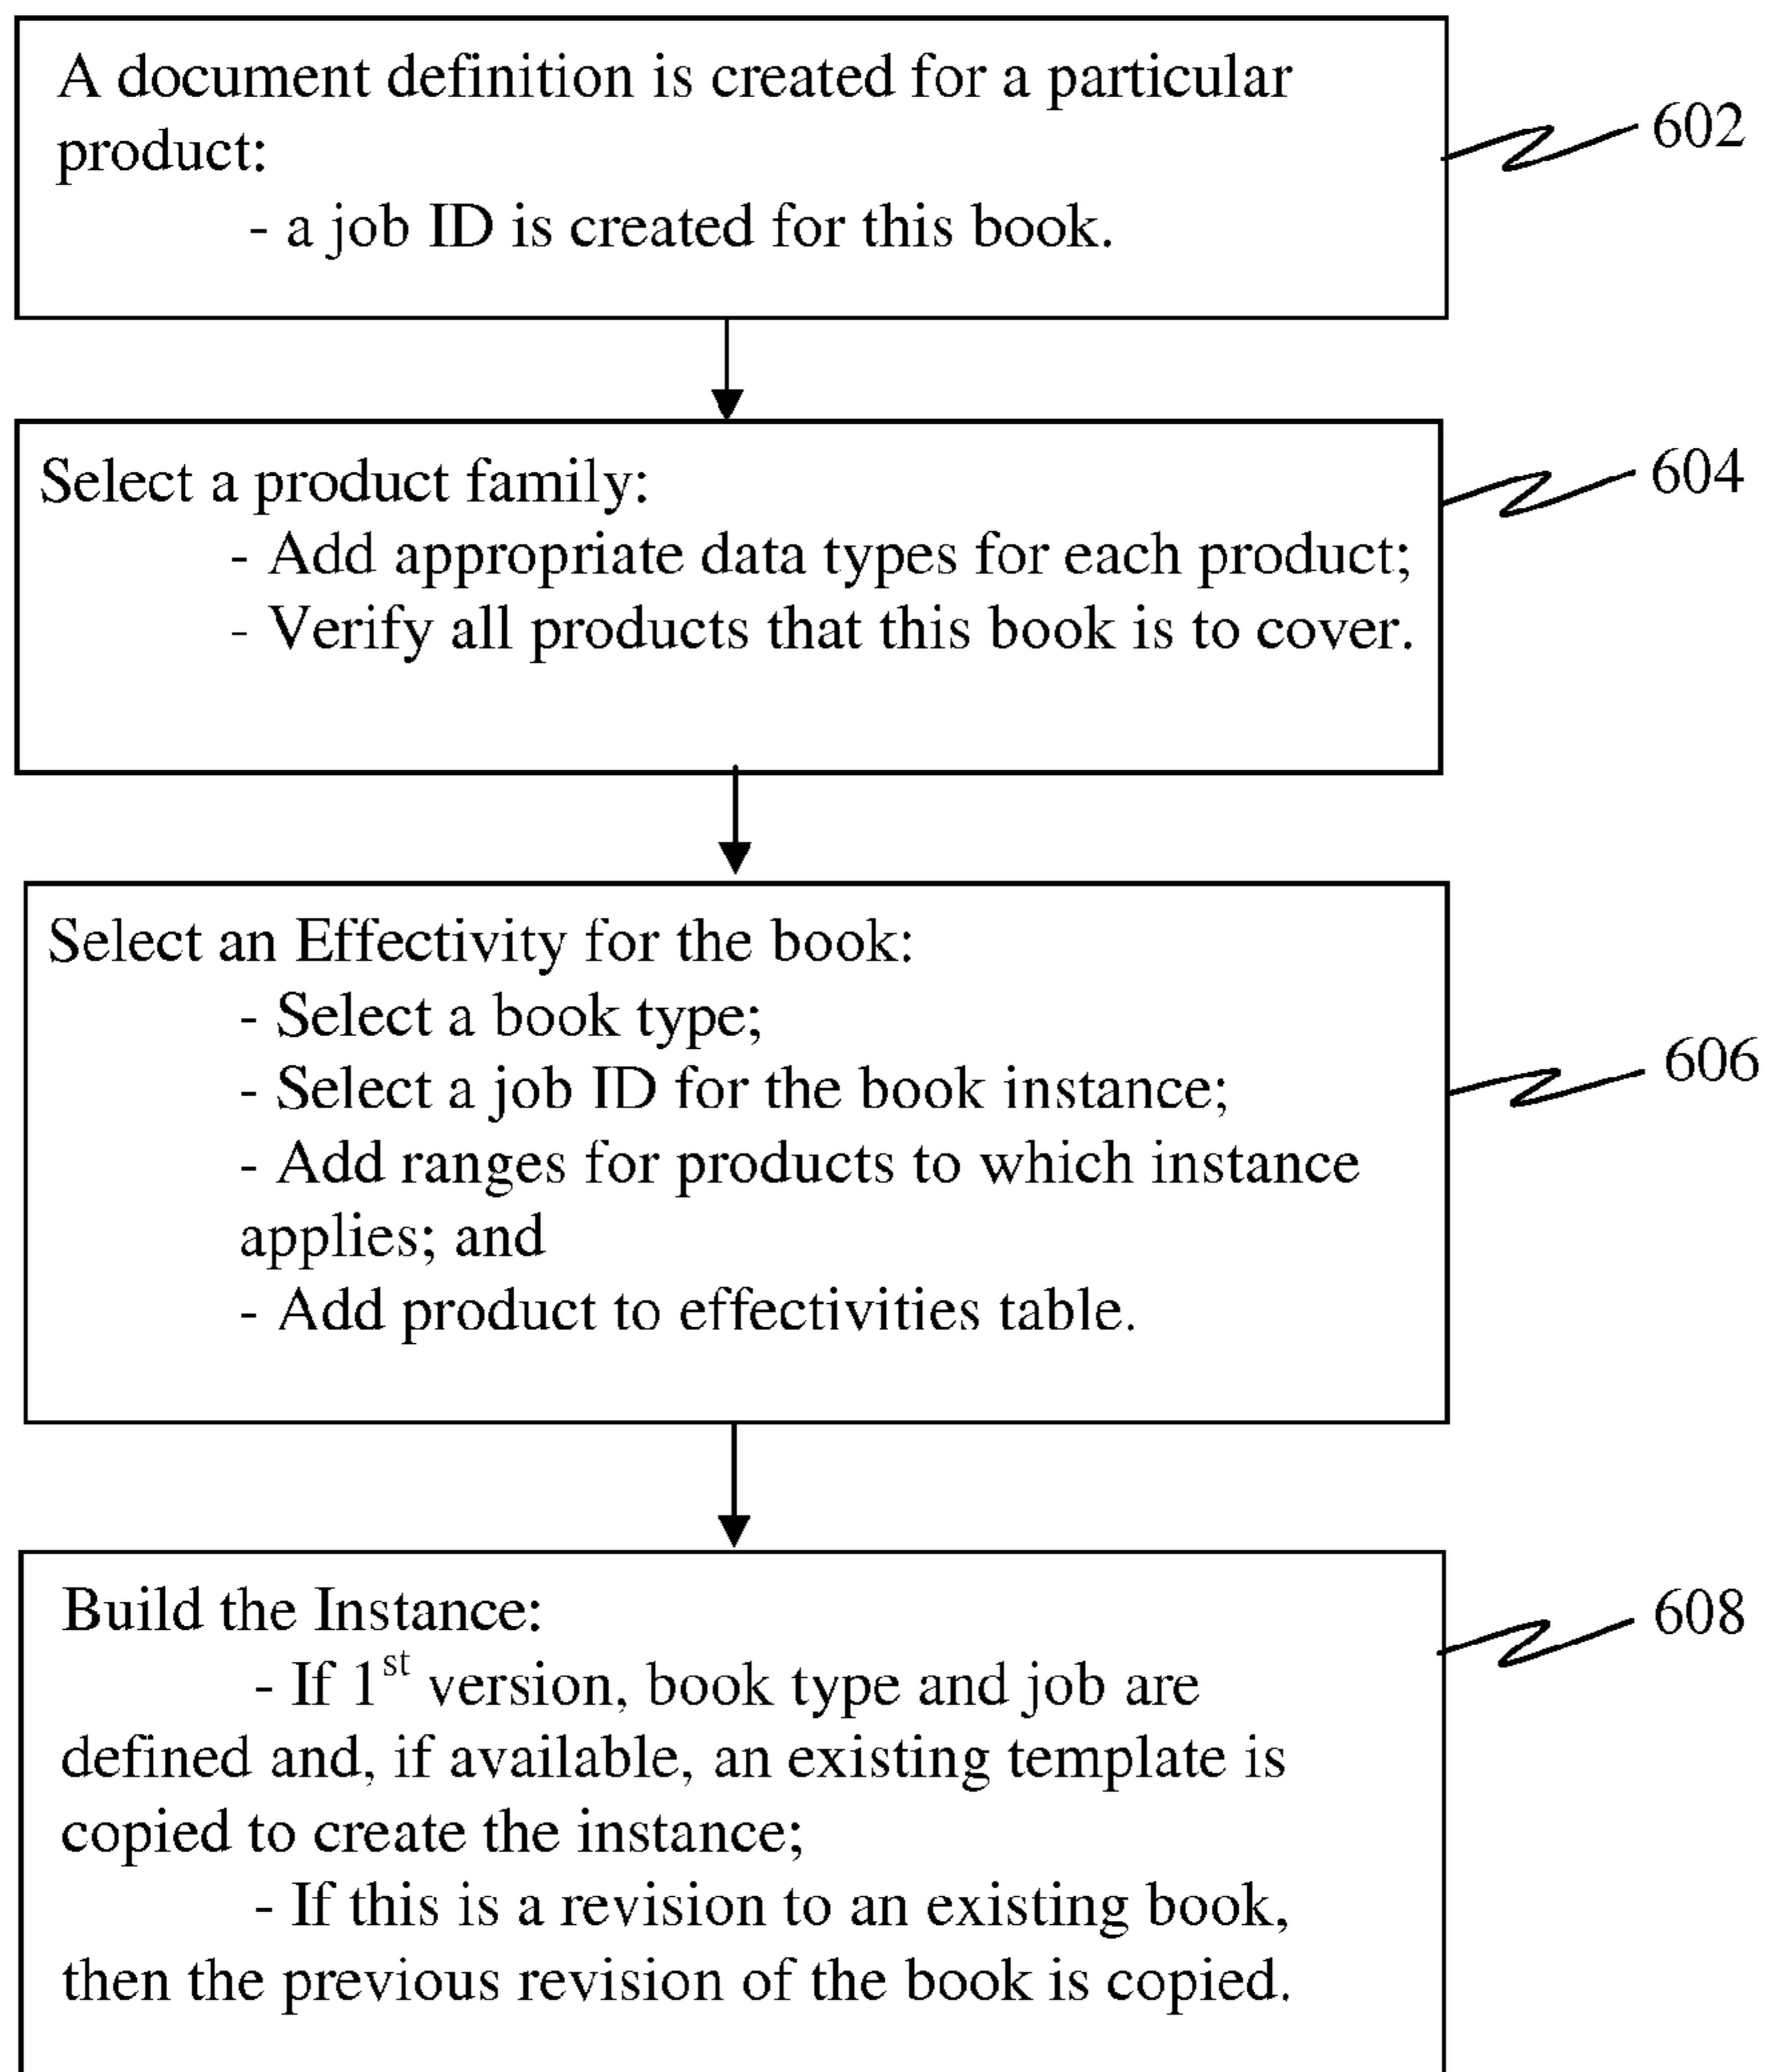 A document definition is created for a particular
product:
- a job ID is created for this book.
602
Select a product family:
- Add appropriate data types for each product;
- Verify all products that this book is to cover.
604
Select an Effectivity for the book:
- Select a book type;
- Select a job ID for the book instance;
- Add ranges for products to which instance
applies; and
- Add product to effectivities table.
606
Build the Instance:
- If 1st version, book type and job are
defined and, if available, an existing template is
copied to create the instance;
- If this is a revision to an existing book,
then the previous revision of the book is copied.
608